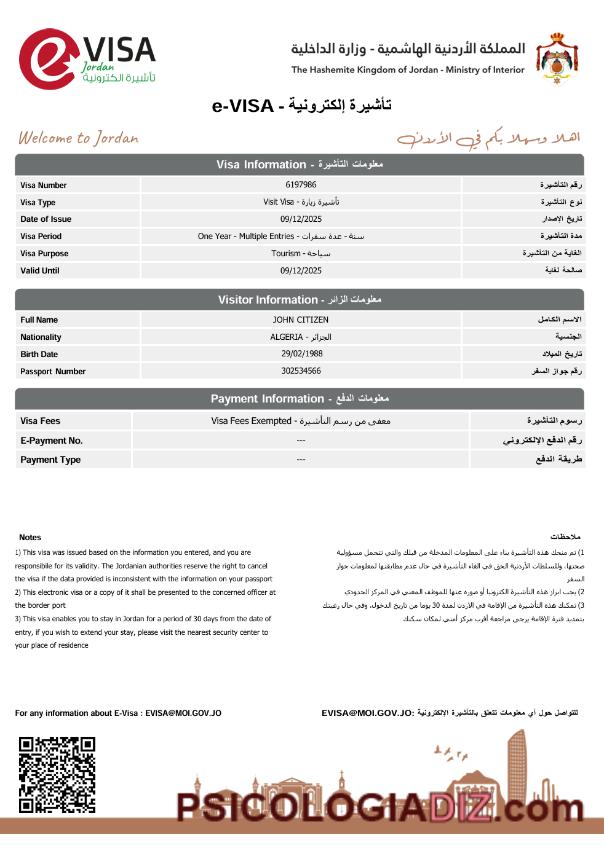 e VISA
Jordan
تأشيرة الكترونية
المملكة الأردنية الهاشمية - وزارة الداخلية
The Hashemite Kingdom of Jordan - Ministry of Interior
e-VISA - تأشيرة إلكترونية
Welcome to Jordan
اهلا وسهلا بكم في الأردن
Visa Information - معلومات التأشيرة
Visa Number 6197986 رقم التأشيرة
Visa Type Visit Visa - تأشيرة زيارة نوع التأشيرة
Date of Issue 09/12/2025 تاريخ الاصدار
Visa Period One Year - Multiple Entries - سنة - عدة سفرات مدة التأشيرة
Visa Purpose Tourism - سياحة الغاية من التأشيرة
Valid Until 09/12/2025 صالحة لغاية
Visitor Information - معلومات الزائر
Full Name JOHN CITIZEN الاسم الكامل
Nationality ALGERIA - الجزائر الجنسية
Birth Date 29/02/1988 تاريخ الميلاد
Passport Number 302534566 رقم جواز السفر
Payment Information - معلومات الدفع
Visa Fees Visa Fees Exempted - معفى من رسم التأشيرة رسوم التأشيرة
E-Payment No. --- رقم الدفع الإلكتروني
Payment Type --- طريقة الدفع
Notes
1) This visa was issued based on the information you entered, and you are
responsibile for its validity. The Jordanian authorities reserve the right to cancel
the visa if the data provided is inconsistent with the information on your passport
2) This electronic visa or a copy of it shall be presented to the concerned officer at
the border port
3) This visa enables you to stay in Jordan for a period of 30 days from the date of
entry, if you wish to extend your stay, please visit the nearest security center to
your place of residence
ملاحظات
1) تم منحك هذه التأشيرة بناء على المعلومات المدخلة من قبلك والتي تتحمل مسؤولية
صحتها، وللسلطات الأردنية الحق في الغاء التأشيرة في حال عدم مطابقتها لمعلومات جواز
السفر
2) يجب ابراز هذه التأشيرة الكترونيا أو صورة عنها للموظف المعني في المركز الحدودي
3) تمكنك هذه التأشيرة من الإقامة في الاردن لمدة 30 يوما من تاريخ الدخول، وفي حال رغبتك
بتمديد فترة الإقامة يرجى مراجعة أقرب مركز أمني لمكان سكنك
For any information about E-Visa : EVISA@MOI.GOV.JO
للتواصل حول أي معلومات تتعلق بالتأشيرة الإلكترونية :EVISA@MOI.GOV.JO
PSICOLOGIADIZ.com